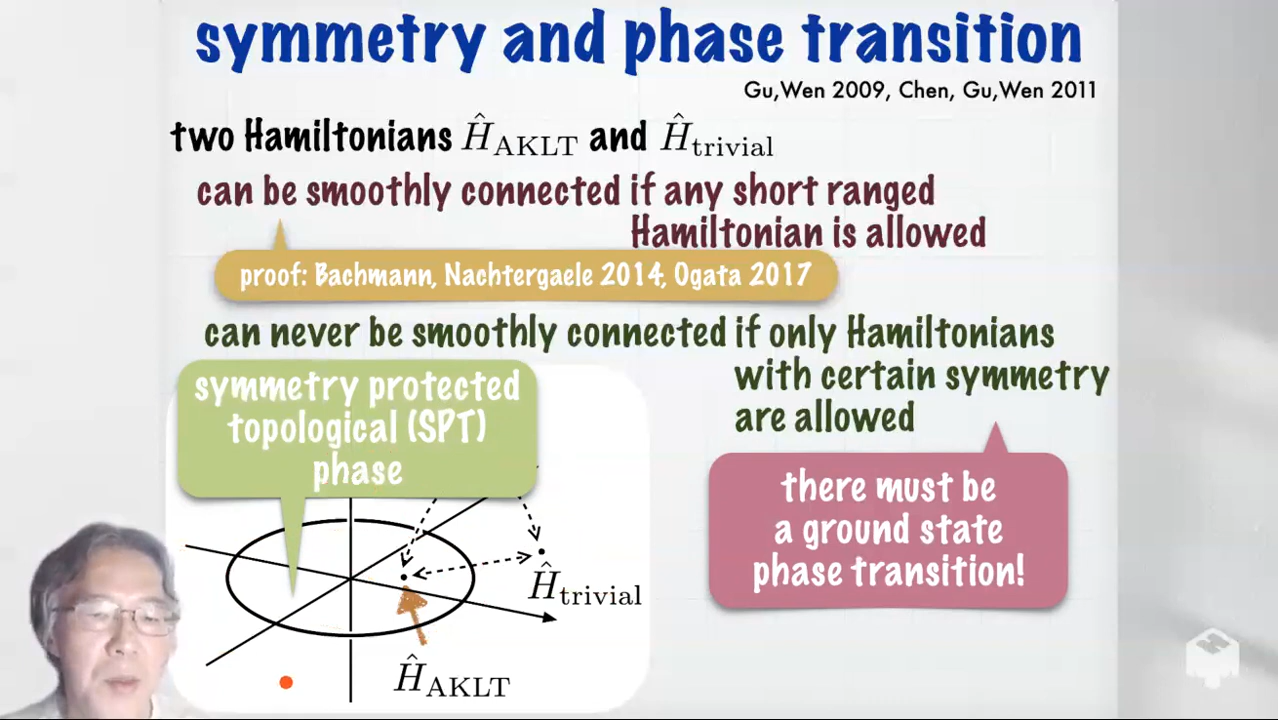 symmetry and phase transition
Gu,Wen 2009, Chen, Gu,Wen 2011
two Hamiltonians Ĥ_AKLT and Ĥ_trivial
can be smoothly connected if any short ranged
Hamiltonian is allowed
proof: Bachmann, Nachtergaele 2014, Ogata 2017
can never be smoothly connected if only Hamiltonians
with certain symmetry
are allowed
symmetry protected
topological (SPT)
phase
there must be
a ground state
phase transition!
Ĥ_trivial
Ĥ_AKLT